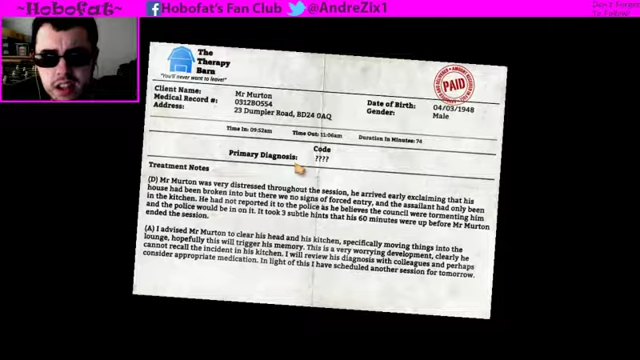 ~Hobofat~
Hobofat's Fan Club @AndreZix1
The
Therapy
Barn
"You'll never want to leave!"
PAID
Client Name: Mr Murton
Medical Record #: 0312B0554
Address: 23 Dumpler Road, BD24 0AQ
Date of Birth: 04/03/1948
Gender: Male
Time In: 09:52am Time Out: 11:06am Duration In Minutes: 74
Code
Primary Diagnosis: ????
Treatment Notes
(D) Mr Murton was very distressed throughout the session, he arrived early exclaiming that his
house had been broken into but there we no signs of forced entry, and the assailant had only been
in the kitchen. He had not reported it to the police as he believes the council were tormenting him
and the police would be in on it. It took 3 subtle hints that his 60 minutes were up before Mr Murton
ended the session.
(A) I advised Mr Murton to clear his head and his kitchen, specifically moving things into the
lounge, hopefully this will trigger his memory. This is a very worrying development, clearly he
cannot recall the incident in his kitchen. I will review his diagnosis with colleagues and perhaps
consider appropriate medication. In light of this I have scheduled another session for tomorrow.